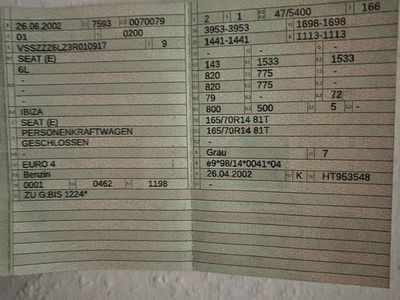 26.06.2002 7593 0070079
01 0200
VSSZZZ6LZ3R010917 9
SEAT (E)
6L
-
-
-
IBIZA
SEAT (E)
PERSONENKRAFTWAGEN
GESCHLOSSEN
-
EURO 4
Benzin
0001 0462 1198
ZU G:BIS 1224*
2 1 47/5400 166
3953-3953 1698-1698
1441-1441 1113-1113
- -
143 1533 1533
820 775 -
820 775 -
79 - - 72
800 500 5 -
165/70R14 81T
165/70R14 81T
- -
Grau 7
e9*98/14*0041*04
26.04.2002 K HT953548
-